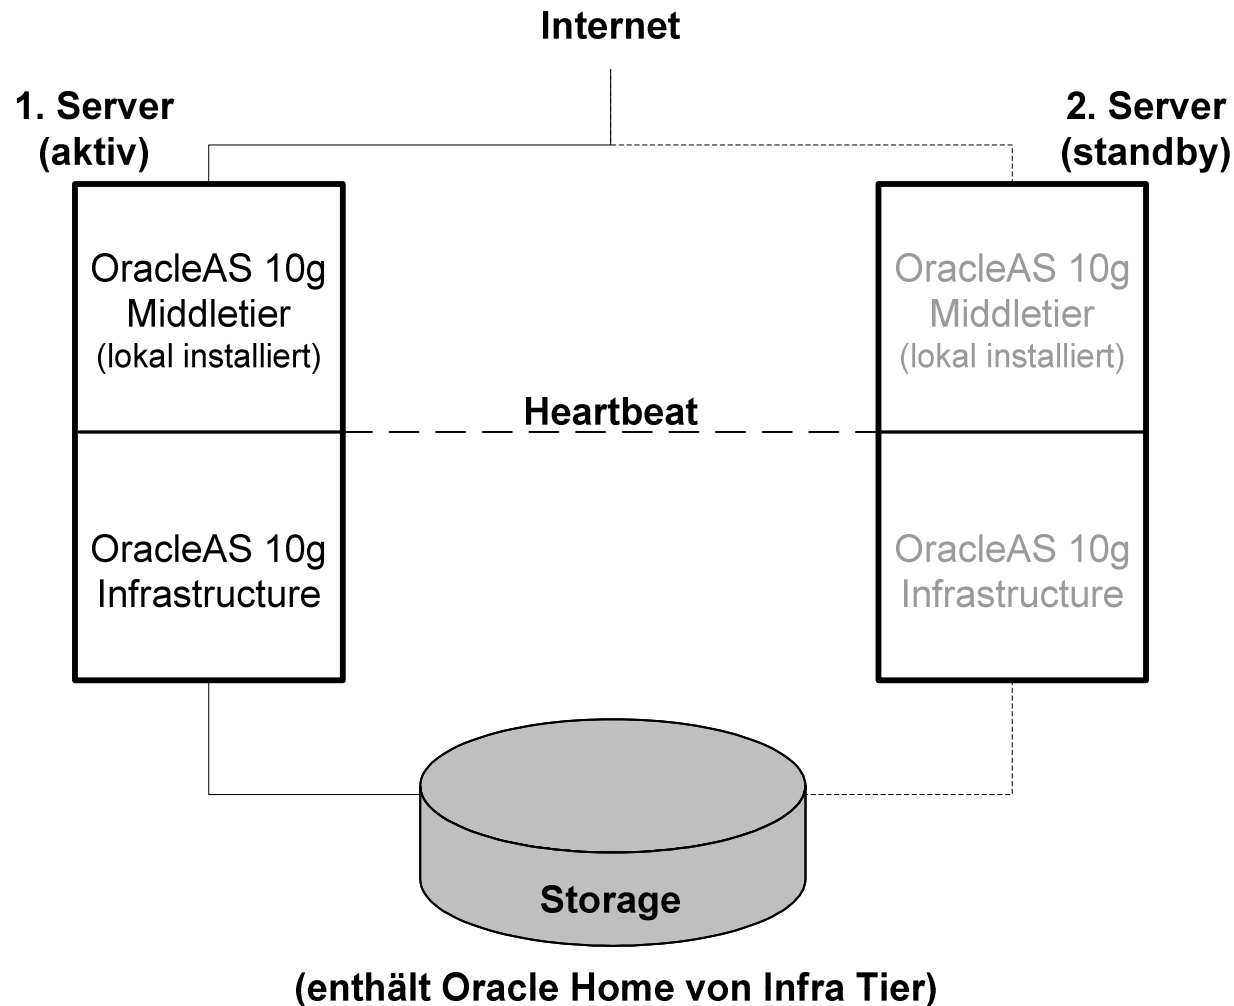 Internet
1. Server
(aktiv)
2. Server
(standby)
OracleAS 10g
Middletier
(lokal installiert)
OracleAS 10g
Middletier
(lokal installiert)
Heartbeat
OracleAS 10g
Infrastructure
OracleAS 10g
Infrastructure
Storage
(enthält Oracle Home von Infra Tier)